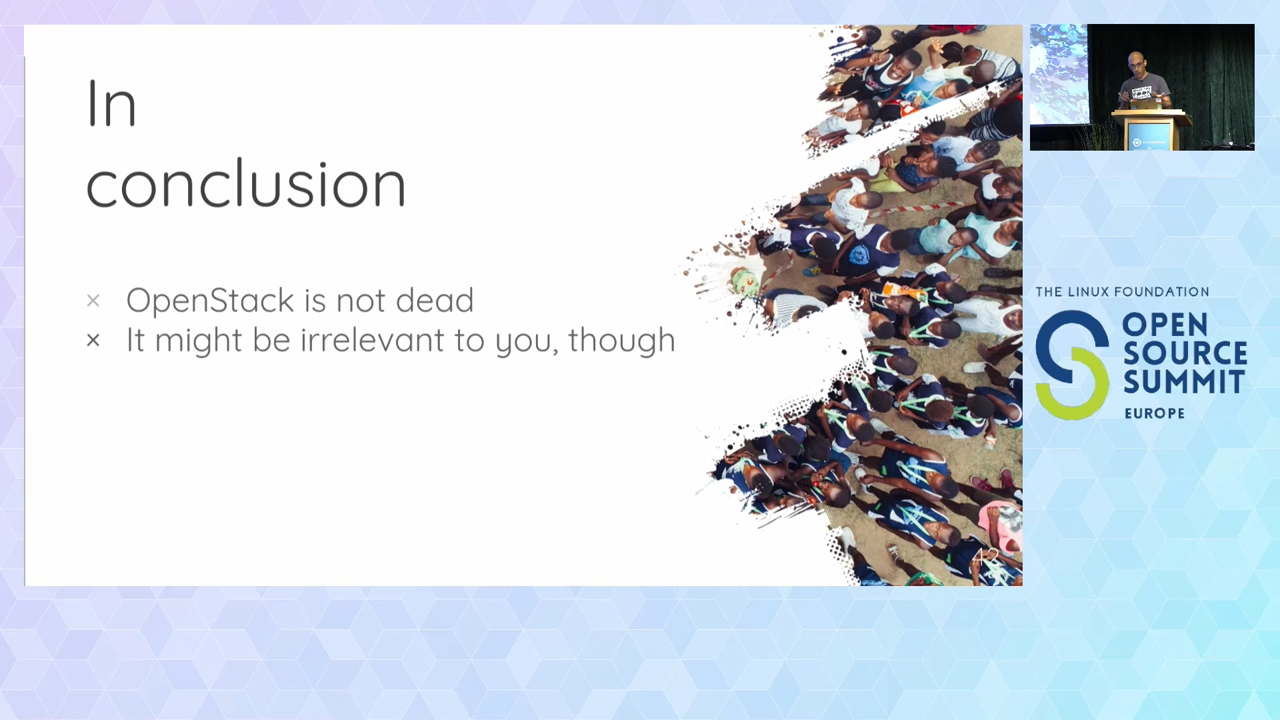 In
conclusion
× OpenStack is not dead
× It might be irrelevant to you, though
42
THE LINUX FOUNDATION
OPEN
SOURCE
SUMMIT
EUROPE